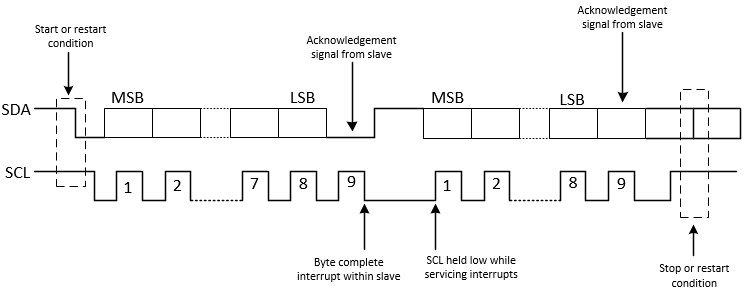 Start or restart
condition
Acknowledgement
signal from slave
Acknowledgement
signal from slave
SDA
MSB
LSB
MSB
LSB
SCL
1
2
7
8
9
1
2
8
9
Byte complete
interrupt within slave
SCL held low while
servicing interrupts
Stop or restart
condition